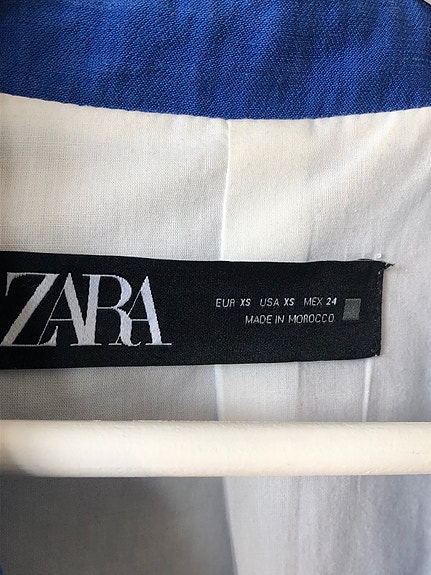 ZARA
EUR XS USA XS MEX 24
MADE IN MOROCCO